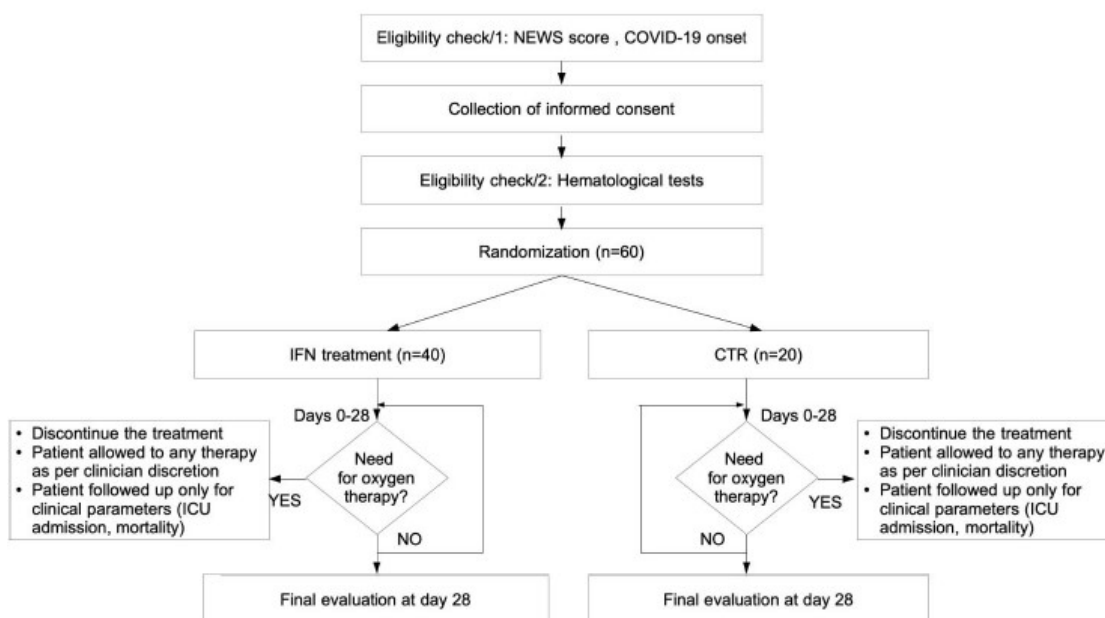 Eligibility check/1: NEWS score , COVID-19 onset
Collection of informed consent
Eligibility check/2: Hematological tests
Randomization (n=60)
IFN treatment (n=40)
CTR (n=20)
Days 0-28
Need
for oxygen
therapy?
YES
• Discontinue the treatment
• Patient allowed to any therapy
as per clinician discretion
• Patient followed up only for
clinical parameters (ICU
admission, mortality)
NO
Final evaluation at day 28
Days 0-28
Need
for oxygen
therapy?
YES
• Discontinue the treatment
• Patient allowed to any therapy
as per clinician discretion
• Patient followed up only for
clinical parameters (ICU
admission, mortality)
NO
Final evaluation at day 28